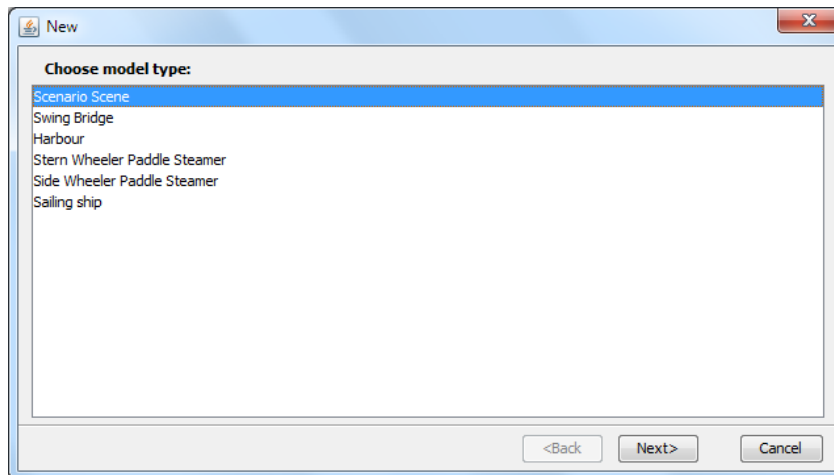 New
Choose model type:
Scenario Scene
Swing Bridge
Harbour
Stern Wheeler Paddle Steamer
Side Wheeler Paddle Steamer
Sailing ship
<Back Next> Cancel